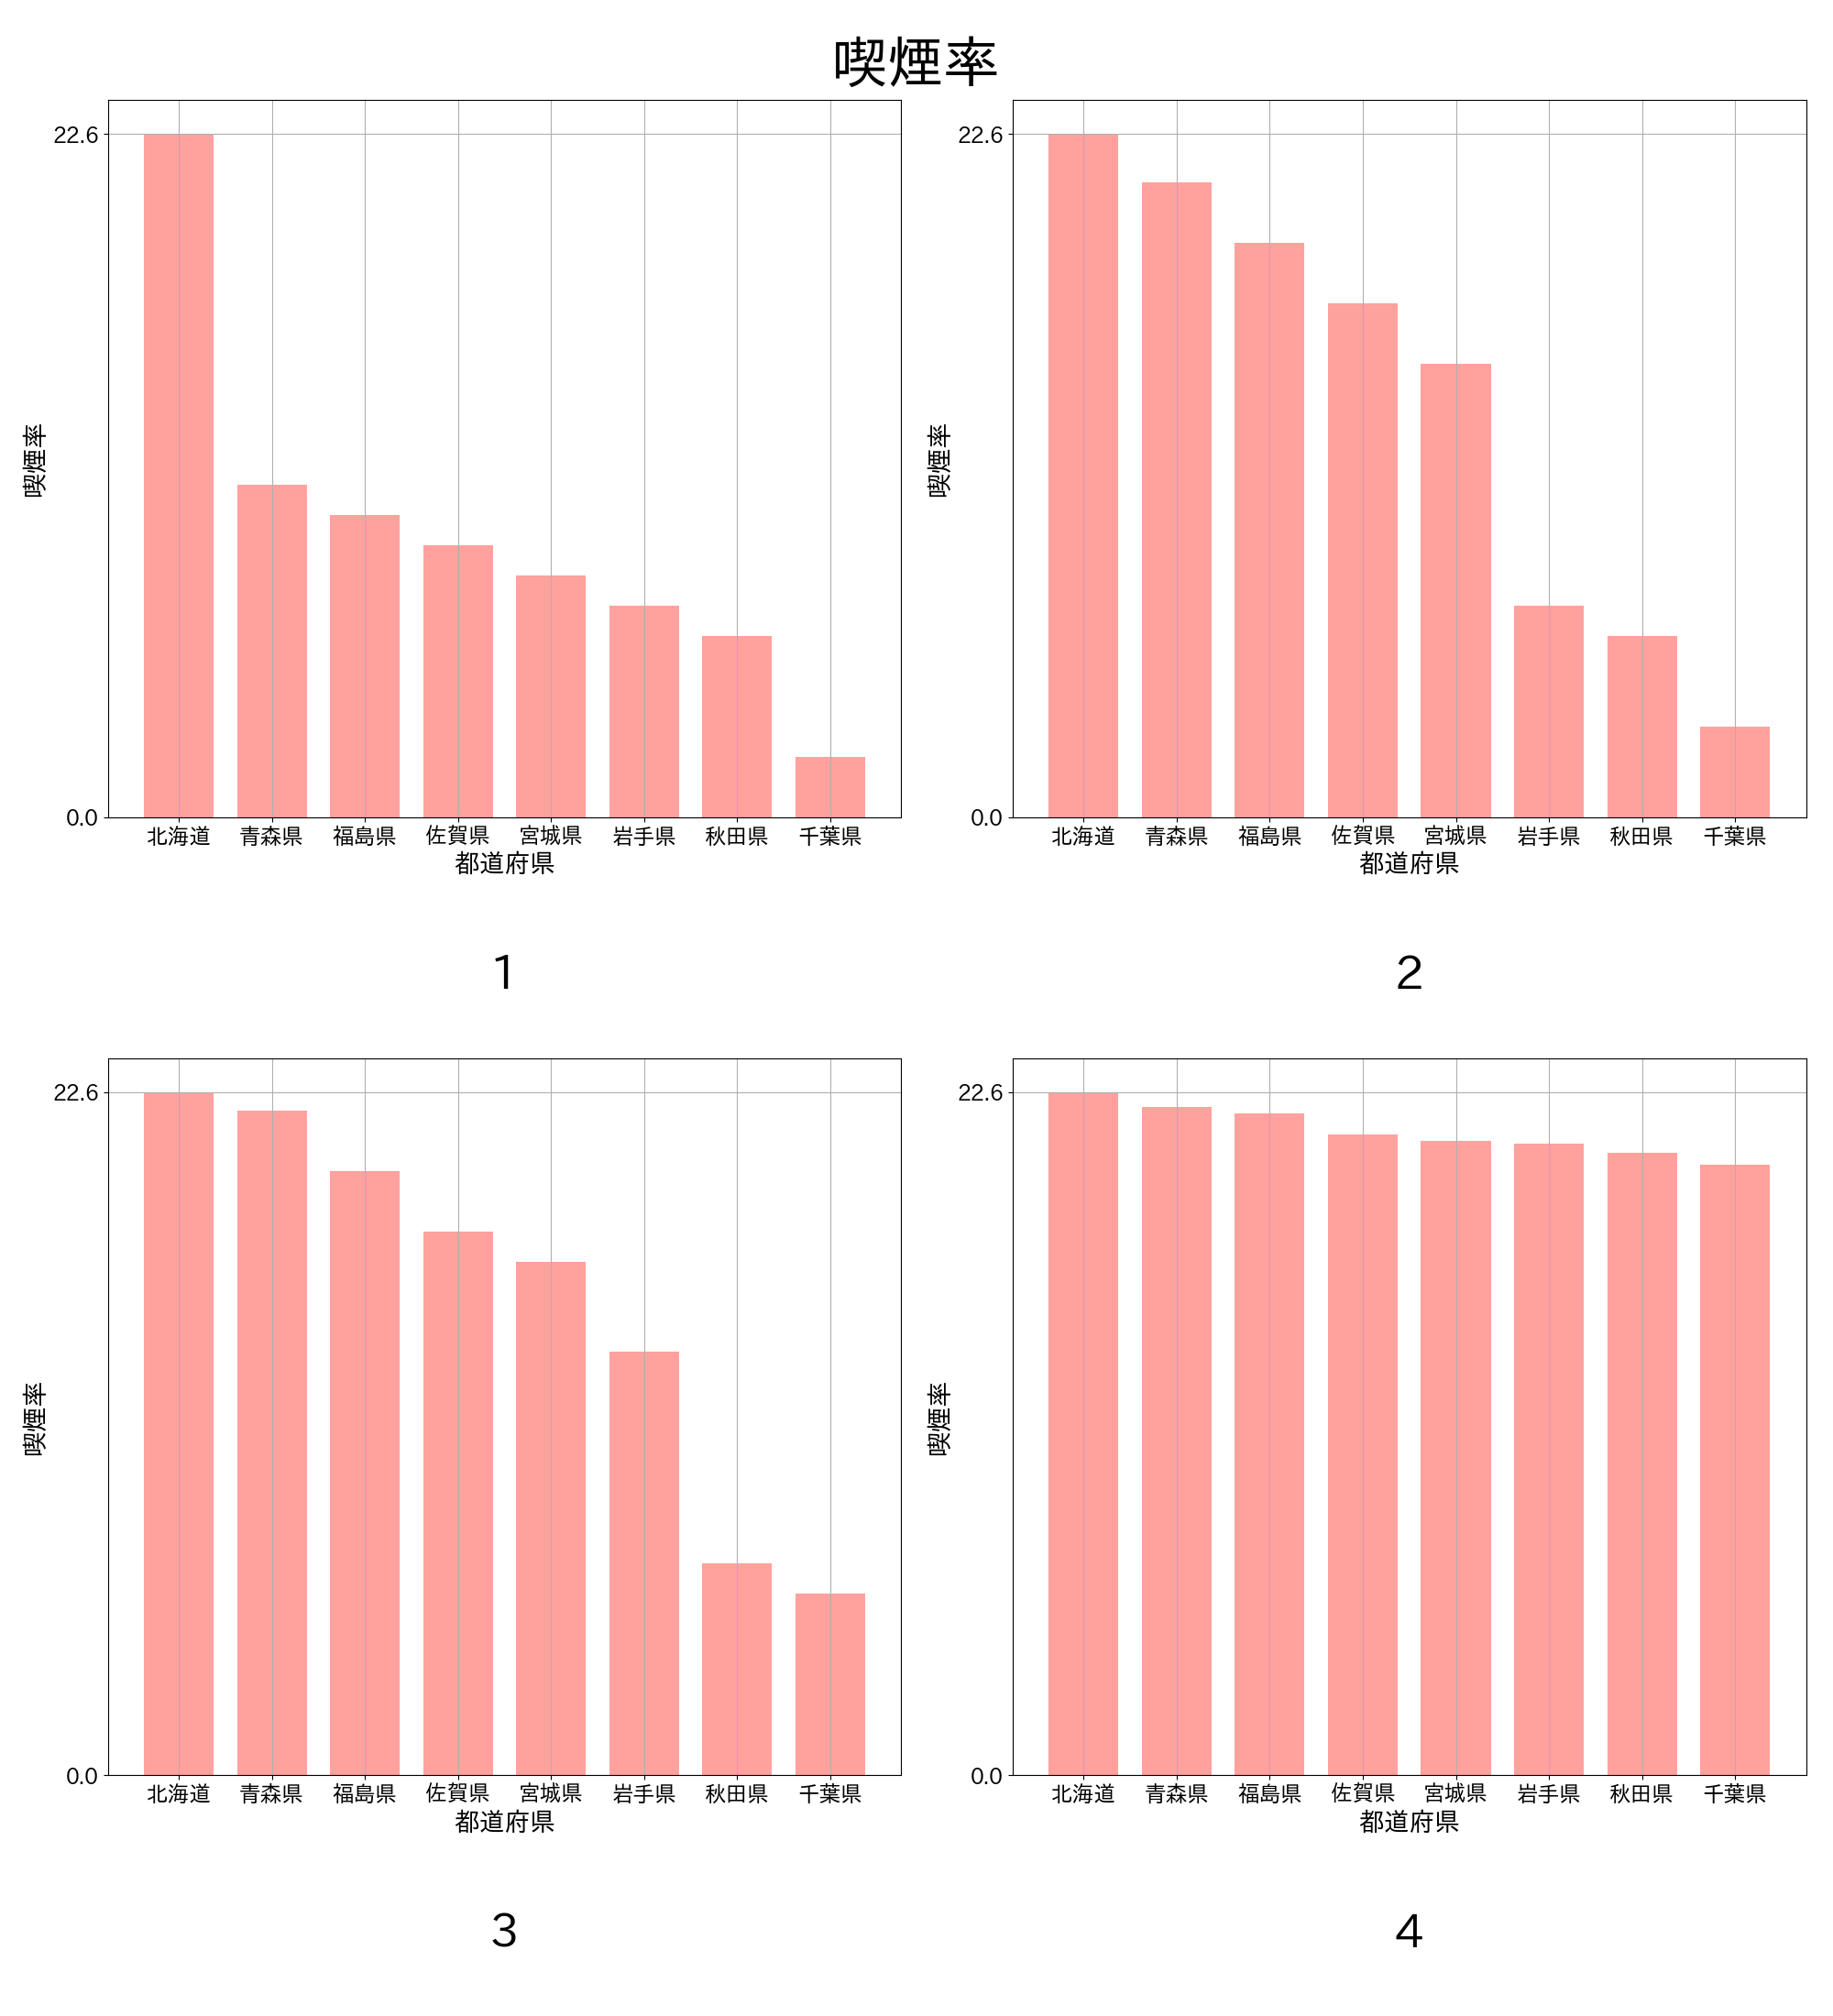 喫煙率
22.6
0.0
喫煙率
北海道 青森県 福島県 佐賀県 宮城県 岩手県 秋田県 千葉県
都道府県
1
22.6
0.0
喫煙率
北海道 青森県 福島県 佐賀県 宮城県 岩手県 秋田県 千葉県
都道府県
2
22.6
0.0
喫煙率
北海道 青森県 福島県 佐賀県 宮城県 岩手県 秋田県 千葉県
都道府県
3
22.6
0.0
喫煙率
北海道 青森県 福島県 佐賀県 宮城県 岩手県 秋田県 千葉県
都道府県
4